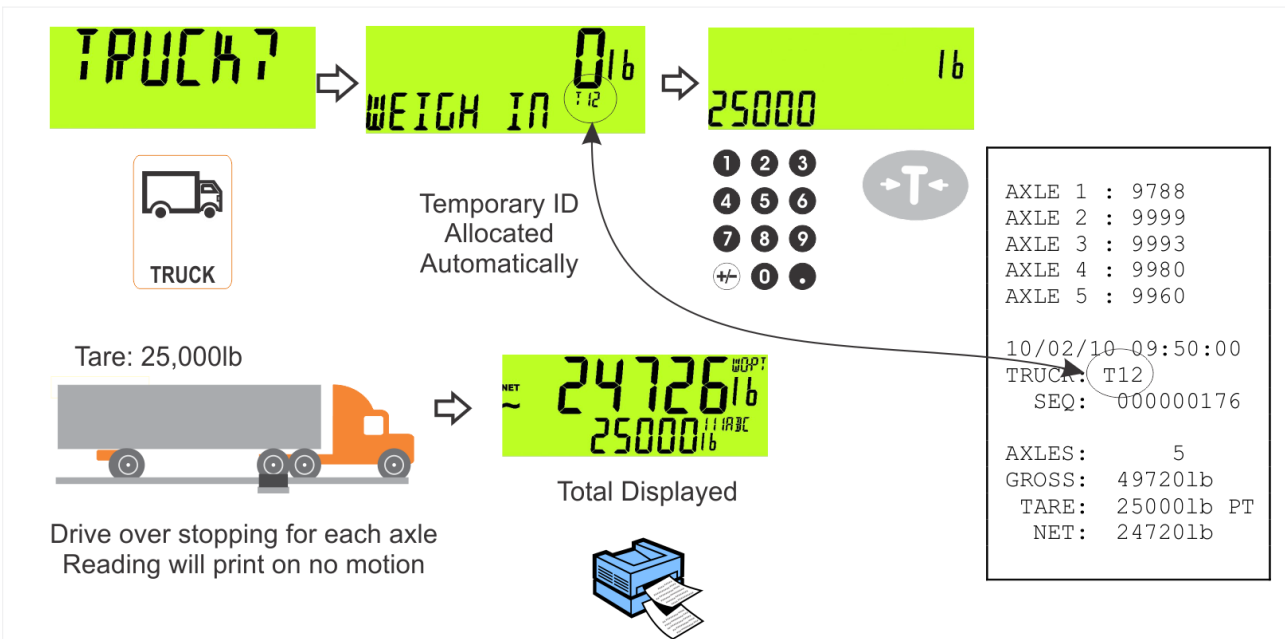 TRUCK?
0lb
WEIGH IN T12
lb
25000
1 2 3
4 5 6
7 8 9
+/- 0 .
T
TRUCK
Temporary ID
Allocated
Automatically
Tare: 25,000lb
NET ~ 24726lb
25000lb 111ABC
Total Displayed
Drive over stopping for each axle
Reading will print on no motion
AXLE 1 : 9788
AXLE 2 : 9999
AXLE 3 : 9993
AXLE 4 : 9980
AXLE 5 : 9960
10/02/10 09:50:00
TRUCK: T12
SEQ: 000000176
AXLES: 5
GROSS: 49720lb
TARE: 25000lb PT
NET: 24720lb